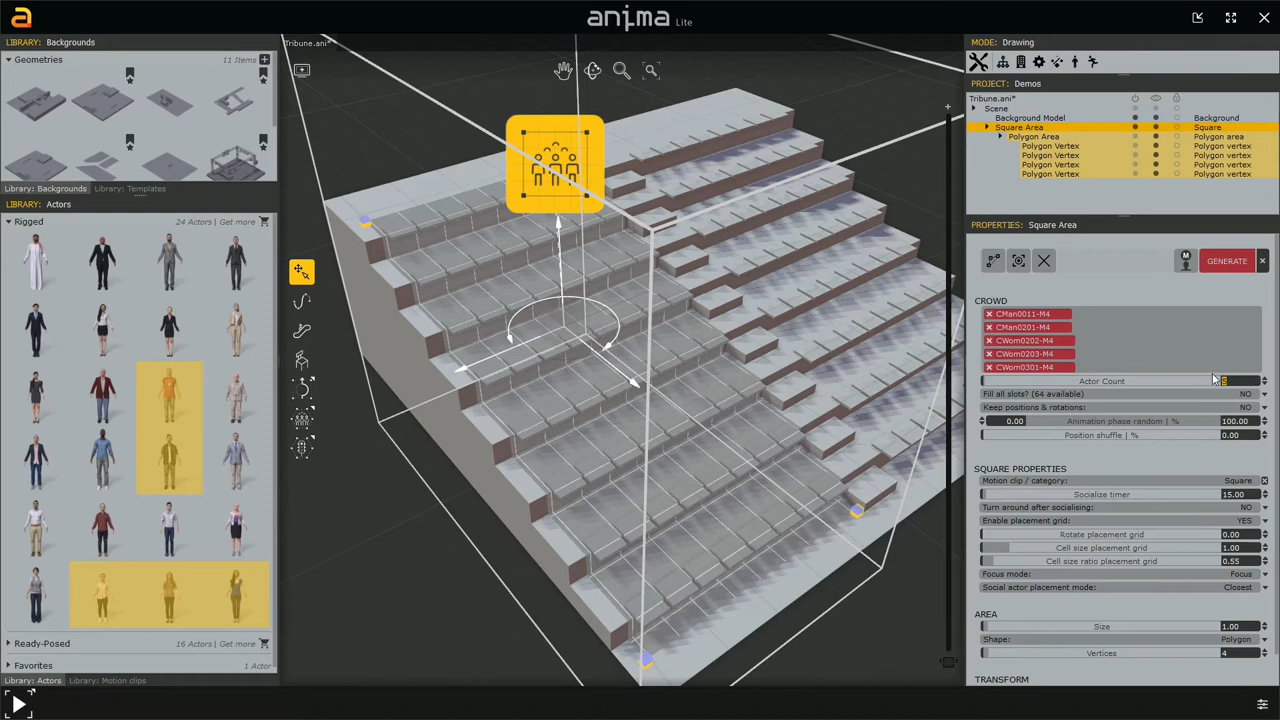 a
anima Lite
LIBRARY: Backgrounds
Geometries 11 Items
Library: Backgrounds Library: Templates
LIBRARY: Actors
Rigged 24 Actors | Get more
Ready-Posed 16 Actors | Get more
Favorites 1 Actor
Library: Actors Library: Motion clips
Tribune.ani*
MODE: Drawing
PROJECT: Demos
Tribune.ani*
Scene
Background Model Background
Square Area Square
Polygon Area Polygon area
Polygon Vertex Polygon vertex
Polygon Vertex Polygon vertex
Polygon Vertex Polygon vertex
Polygon Vertex Polygon vertex
PROPERTIES: Square Area
M GENERATE
CROWD
CMan0011-M4
CMan0201-M4
CWom0202-M4
CWom0203-M4
CWom0301-M4
Actor Count
Fill all slots? (64 available) NO
Keep positions & rotations: NO
0.00 Animation phase random | % 100.00
Position shuffle | % 0.00
SQUARE PROPERTIES
Motion clip / category: Square
Socialize timer 15.00
Turn around after socialising: NO
Enable placement grid: YES
Rotate placement grid 0.00
Cell size placement grid 1.00
Cell size ratio placement grid 0.55
Focus mode: Focus
Social actor placement mode: Closest
AREA
Size 1.00
Shape: Polygon
Vertices 4
TRANSFORM